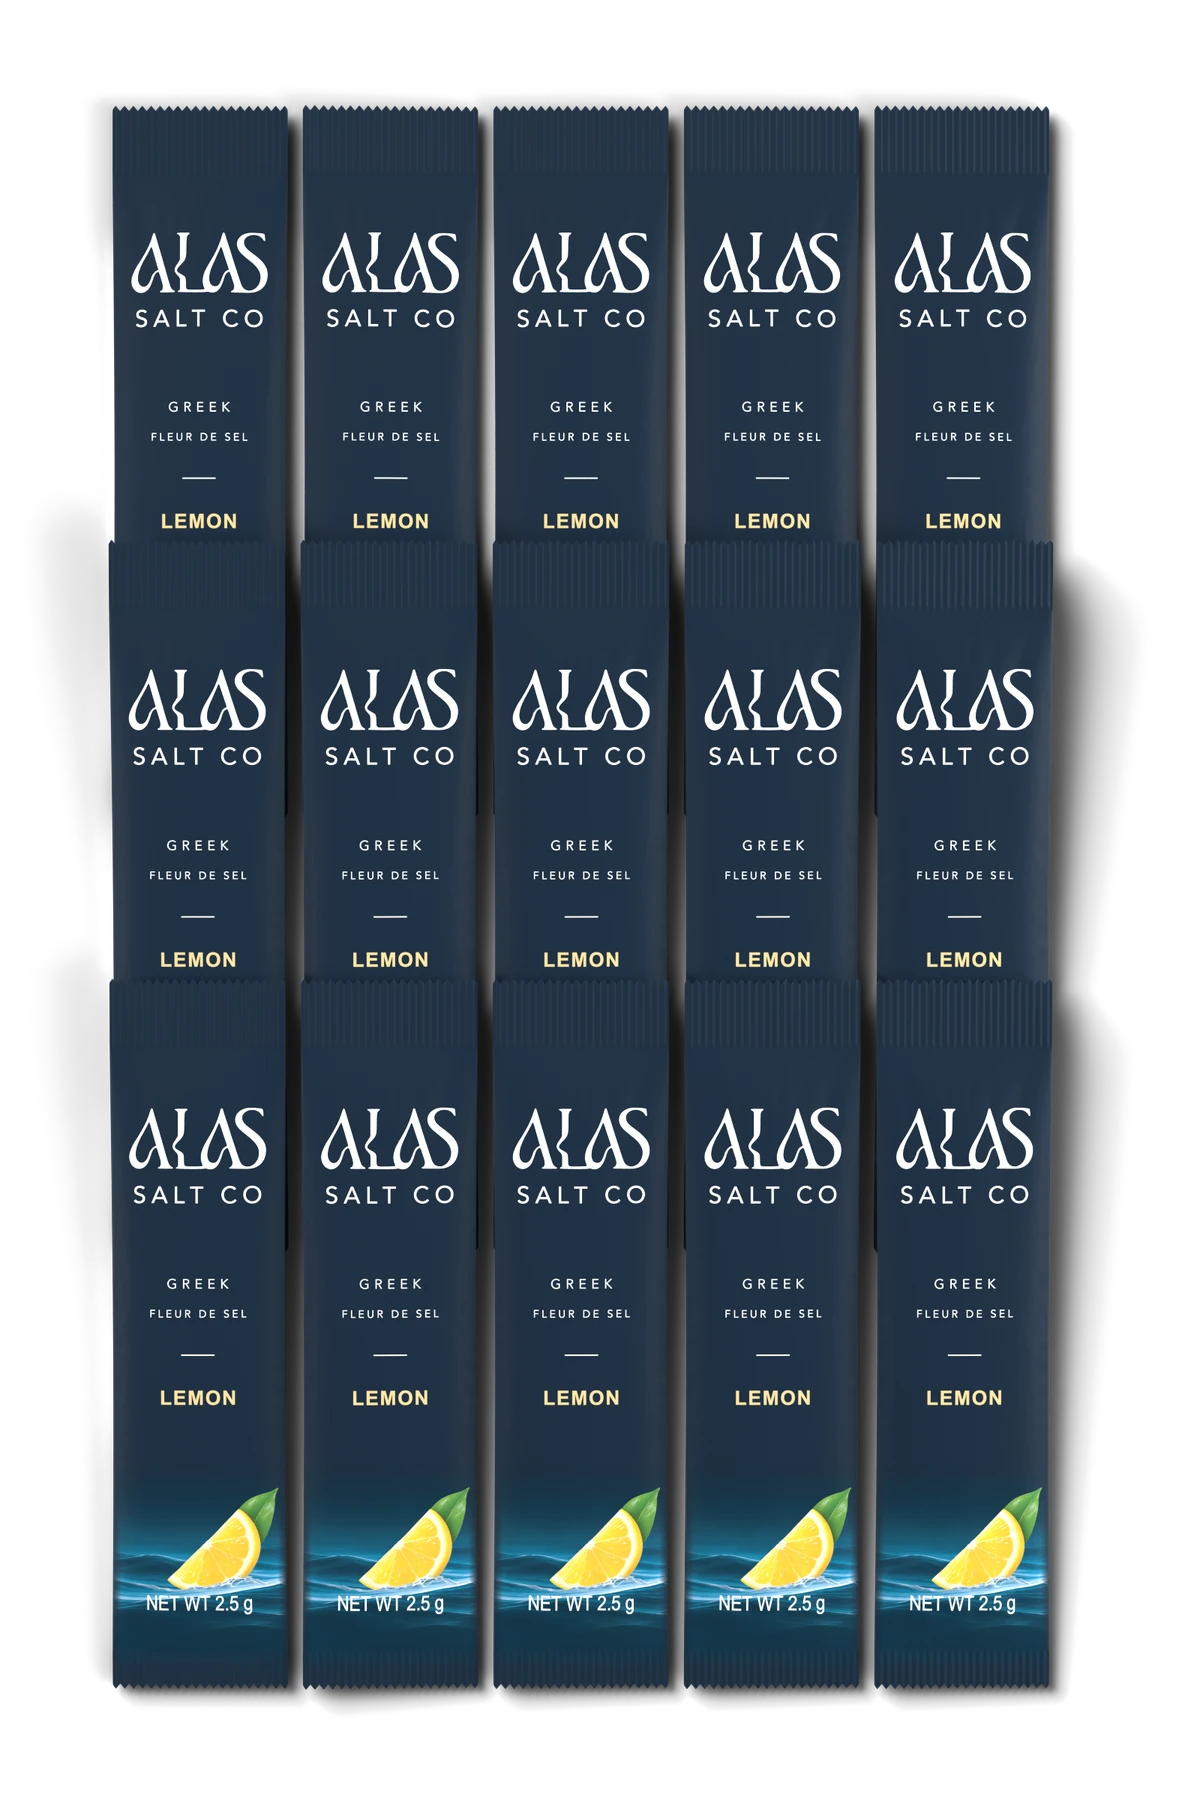 ALAS ALAS ALAS ALAS ALAS
SALT CO SALT CO SALT CO SALT CO SALT CO
GREEK GREEK GREEK GREEK GREEK
FLEUR DE SEL FLEUR DE SEL FLEUR DE SEL FLEUR DE SEL FLEUR DE SEL
LEMON LEMON LEMON LEMON LEMON
ALAS ALAS ALAS ALAS ALAS
SALT CO SALT CO SALT CO SALT CO SALT CO
GREEK GREEK GREEK GREEK GREEK
FLEUR DE SEL FLEUR DE SEL FLEUR DE SEL FLEUR DE SEL FLEUR DE SEL
LEMON LEMON LEMON LEMON LEMON
ALAS ALAS ALAS ALAS ALAS
SALT CO SALT CO SALT CO SALT CO SALT CO
GREEK GREEK GREEK GREEK GREEK
FLEUR DE SEL FLEUR DE SEL FLEUR DE SEL FLEUR DE SEL FLEUR DE SEL
LEMON LEMON LEMON LEMON LEMON
NET WT 2.5 g NET WT 2.5 g NET WT 2.5 g NET WT 2.5 g NET WT 2.5 g